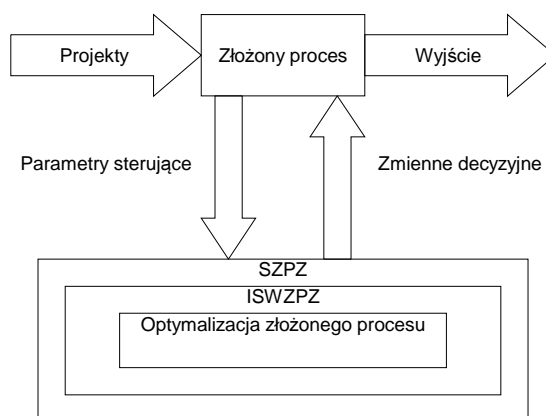 Projekty
Złożony proces
Wyjście
Parametry sterujące
Zmienne decyzyjne
SZPZ
ISWZPZ
Optymalizacja złożonego procesu